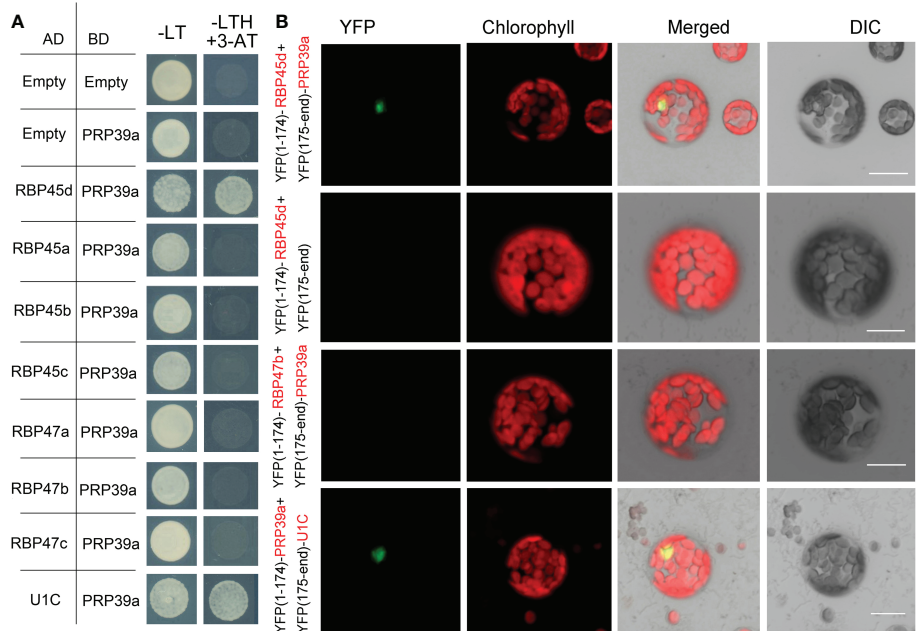 A
AD BD -LT -LTH
+3-AT
Empty Empty
Empty PRP39a
RBP45d PRP39a
RBP45a PRP39a
RBP45b PRP39a
RBP45c PRP39a
RBP47a PRP39a
RBP47b PRP39a
RBP47c PRP39a
U1C PRP39a
B
YFP Chlorophyll Merged DIC
YFP(1-174)-RBP45d+
YFP(175-end)-PRP39a
YFP(1-174)-RBP45d+
YFP(175-end)
YFP(1-174)-RBP47b+
YFP(175-end)-PRP39a
YFP(1-174)-PRP39a+
YFP(175-end)-U1C